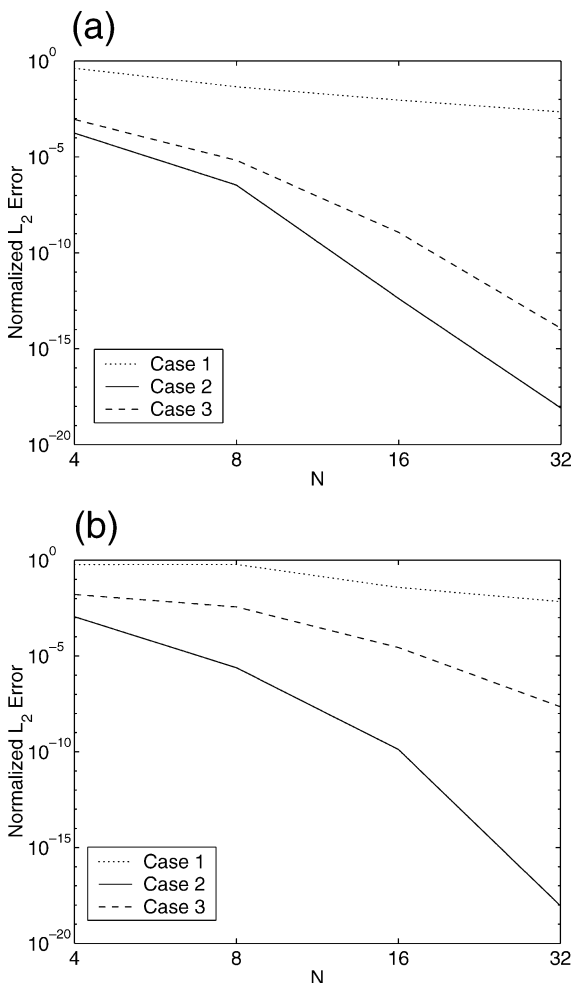 (a)
10^0
10^-5
10^-10
10^-15
10^-20
Normalized L_2 Error
Case 1
Case 2
Case 3
4 8 16 32
N
(b)
10^0
10^-5
10^-10
10^-15
10^-20
Normalized L_2 Error
Case 1
Case 2
Case 3
4 8 16 32
N